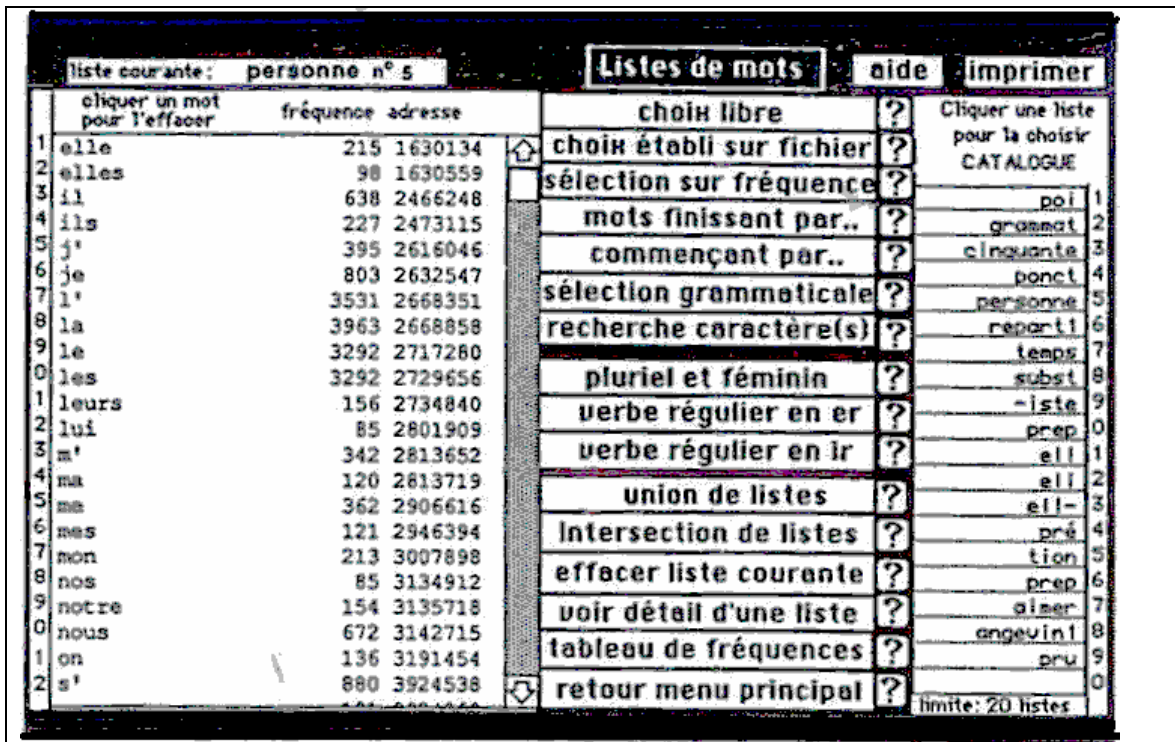 liste courante: personne n° 5
Listes de mots
aide
imprimer
cliquer un mot
pour l'effacer
fréquence adresse
1 elle 215 1630134
2 elles 98 1630559
3 il 638 2466248
4 ils 227 2473115
5 j' 395 2616046
6 je 803 2632547
7 l' 3531 2668351
8 la 3963 2668858
9 le 3292 2717280
0 les 3292 2729656
1 leurs 156 2734840
2 lui 85 2801909
3 m' 342 2813652
4 ma 120 2813719
5 me 362 2906616
6 mes 121 2946394
7 mon 213 3007898
8 nos 85 3134912
9 notre 154 3135718
0 nous 672 3142715
1 on 136 3191454
2 s' 880 3924538
choix libre ?
choix établi sur fichier ?
sélection sur fréquence ?
mots finissant par.. ?
commençant par.. ?
sélection grammaticale ?
recherche caractère(s) ?
pluriel et féminin ?
verbe régulier en er ?
verbe régulier en ir ?
union de listes ?
Intersection de listes ?
effacer liste courante ?
voir détail d'une liste ?
tableau de fréquences ?
retour menu principal ?
Cliquer une liste
pour la choisir
CATALOGUE
poi 1
grammat 2
cinquante 3
ponct 4
personne 5
repart1 6
temps 7
subst 8
-iste 9
prep 0
ell 1
ell 2
ell- 3
pré 4
tion 5
prep 6
aimer 7
angevin1 8
pru 9
0
limite: 20 listes